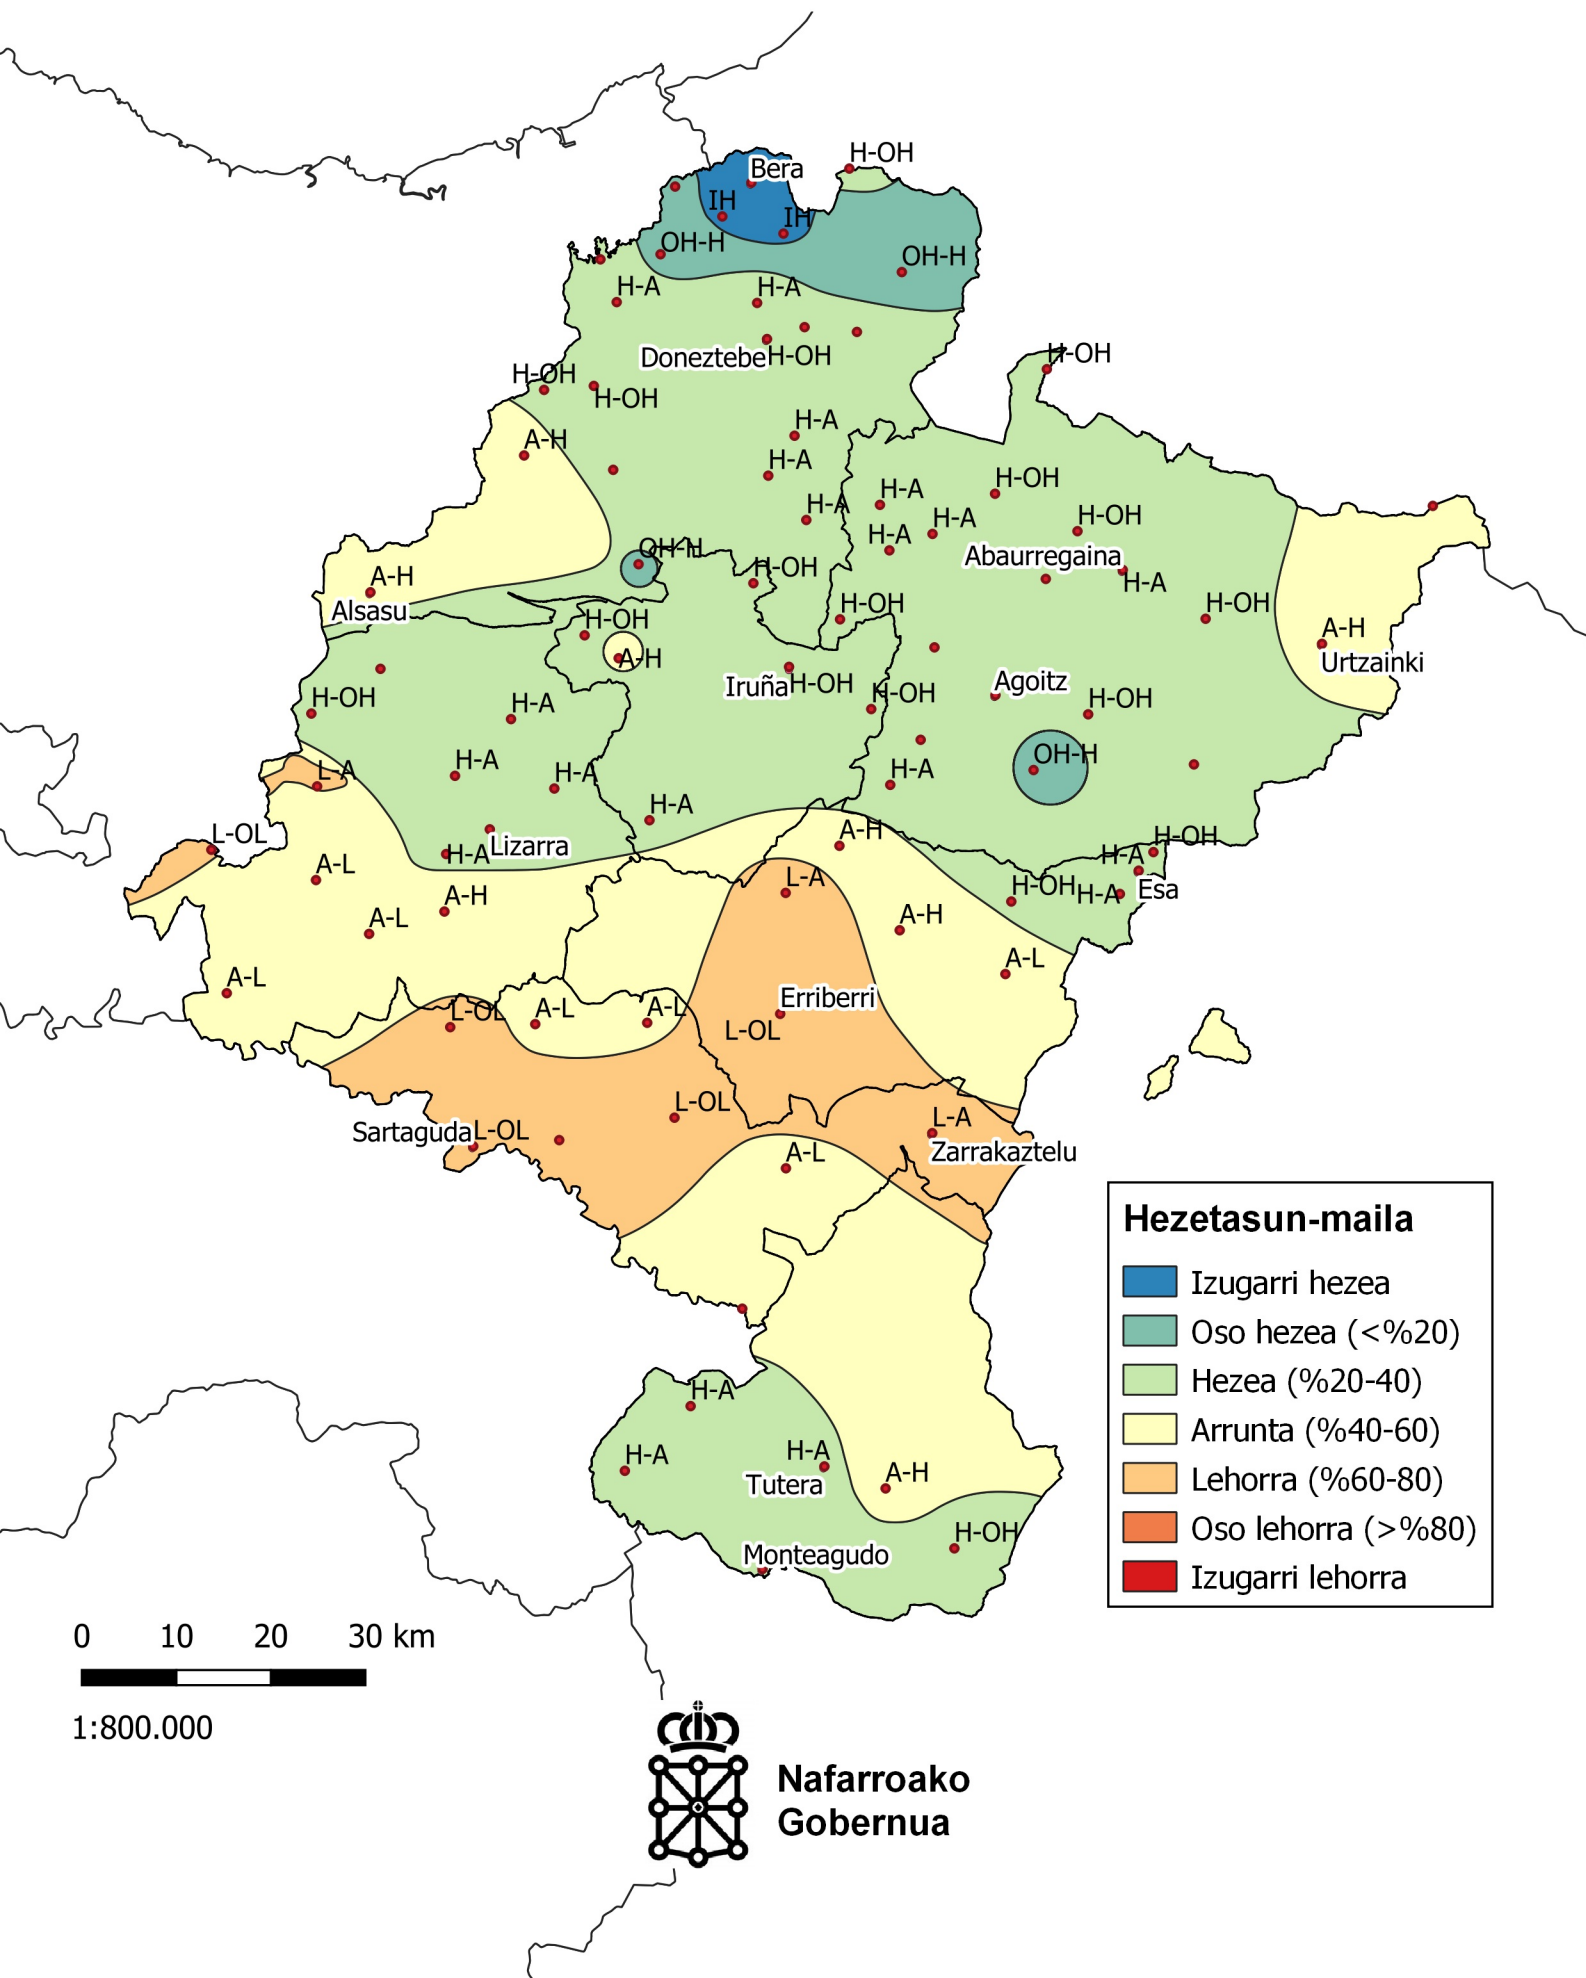 H-OH
Bera
IH
IH
OH-H
OH-H
H-A
H-A
Doneztebe
H-OH
H-OH
H-OH
H-OH
A-H
H-A
H-A
H-OH
H-A
H-A
H-A
H-OH
H-A
OH-H
Abaurregaina
H-OH
A-H
H-A
Alsasu
H-OH
H-OH
H-OH
A-H
A-H
Urtzainki
Iruña
H-OH
Agoitz
H-OH
H-OH
H-OH
H-A
OH-H
L-A
H-A
H-A
H-A
H-A
L-OL
A-H
H-OH
Lizarra
H-A
H-A
A-L
L-A
H-OH
H-A
Esa
A-H
A-L
A-H
A-L
A-L
Erriberri
L-OL
A-L
A-L
L-OL
L-OL
L-A
Sartaguda
L-OL
A-L
Zarrakaztelu
Hezetasun-maila
Izugarri hezea
Oso hezea (<%20)
Hezea (%20-40)
Arrunta (%40-60)
Lehorra (%60-80)
Oso lehorra (>%80)
Izugarri lehorra
H-A
H-A
H-A
A-H
Tutera
H-OH
Monteagudo
0 10 20 30 km
1:800.000
Nafarroako
Gobernua